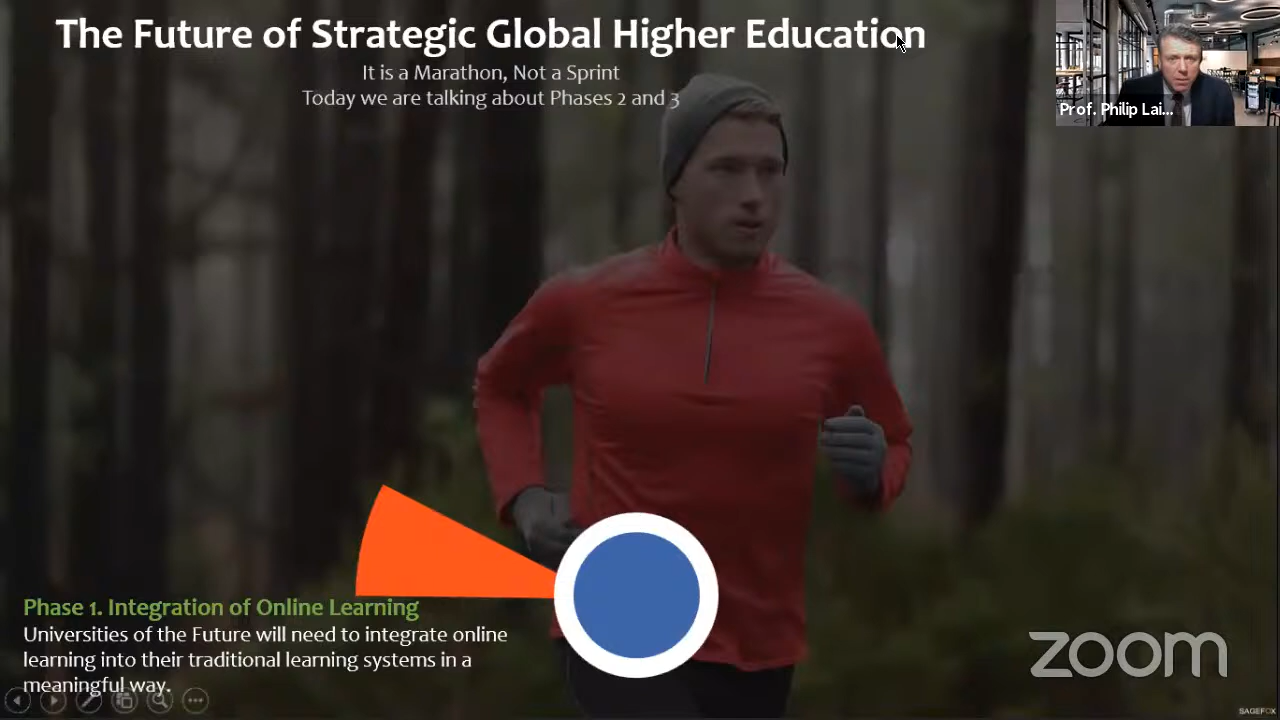 The Future of Strategic Global Higher Education
It is a Marathon, Not a Sprint
Today we are talking about Phases 2 and 3
Prof. Philip Lai...
Phase 1. Integration of Online Learning
Universities of the Future will need to integrate online
learning into their traditional learning systems in a
meaningful way.
zoom
SAGEFOX